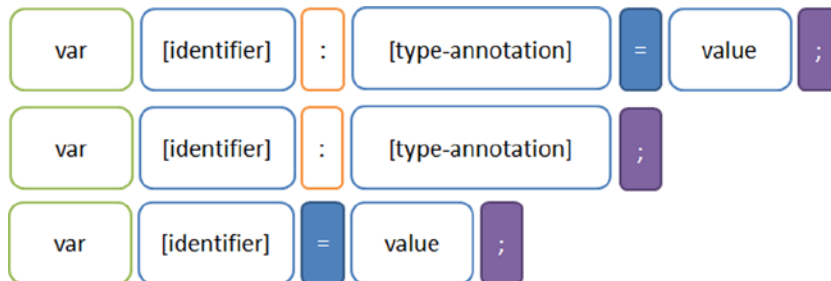 var [identifier] : [type-annotation] = value ;
var [identifier] : [type-annotation] ;
var [identifier] = value ;